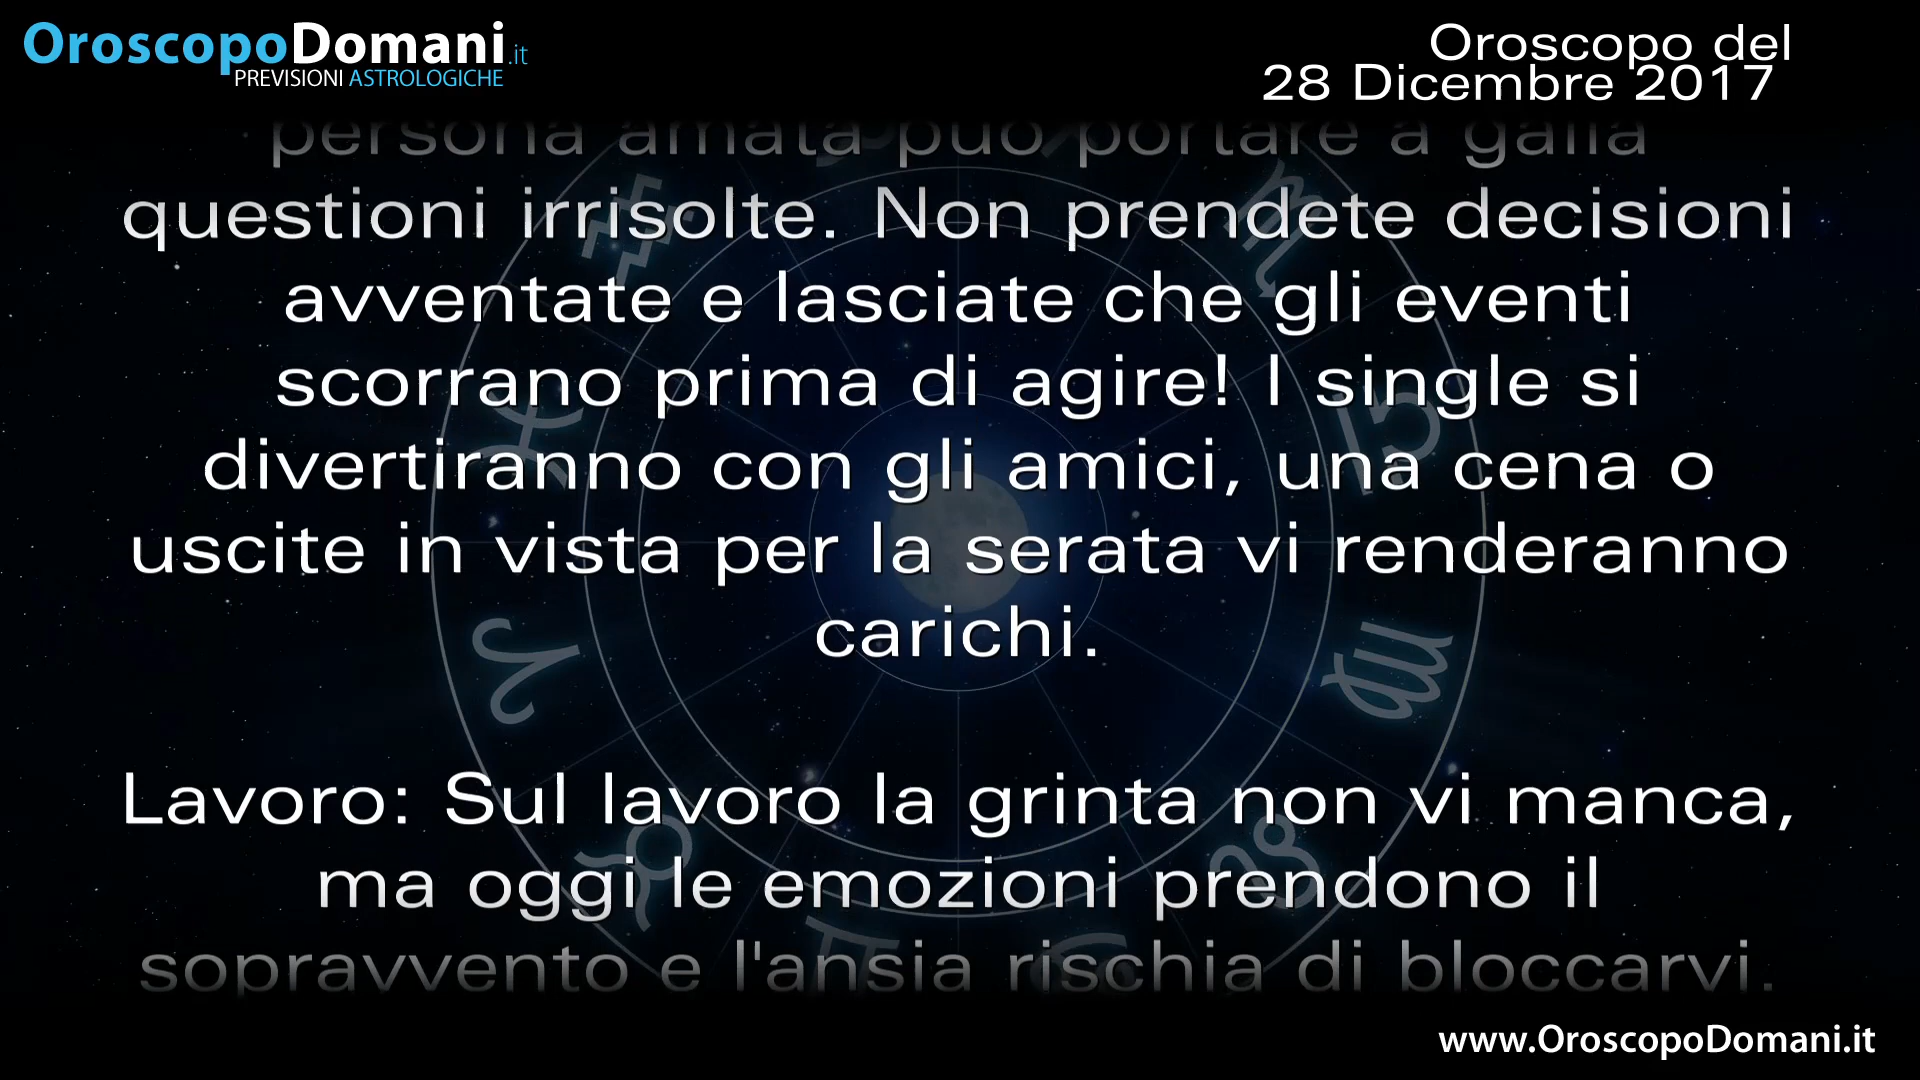 OroscopoDomani.it
PREVISIONI ASTROLOGICHE
Oroscopo del
28 Dicembre 2017
persona amata può portare a galla
questioni irrisolte. Non prendete decisioni
avventate e lasciate che gli eventi
scorrano prima di agire! I single si
divertiranno con gli amici, una cena o
uscite in vista per la serata vi renderanno
carichi.
Lavoro: Sul lavoro la grinta non vi manca,
ma oggi le emozioni prendono il
sopravvento e l'ansia rischia di bloccarvi.
www.OroscopoDomani.it